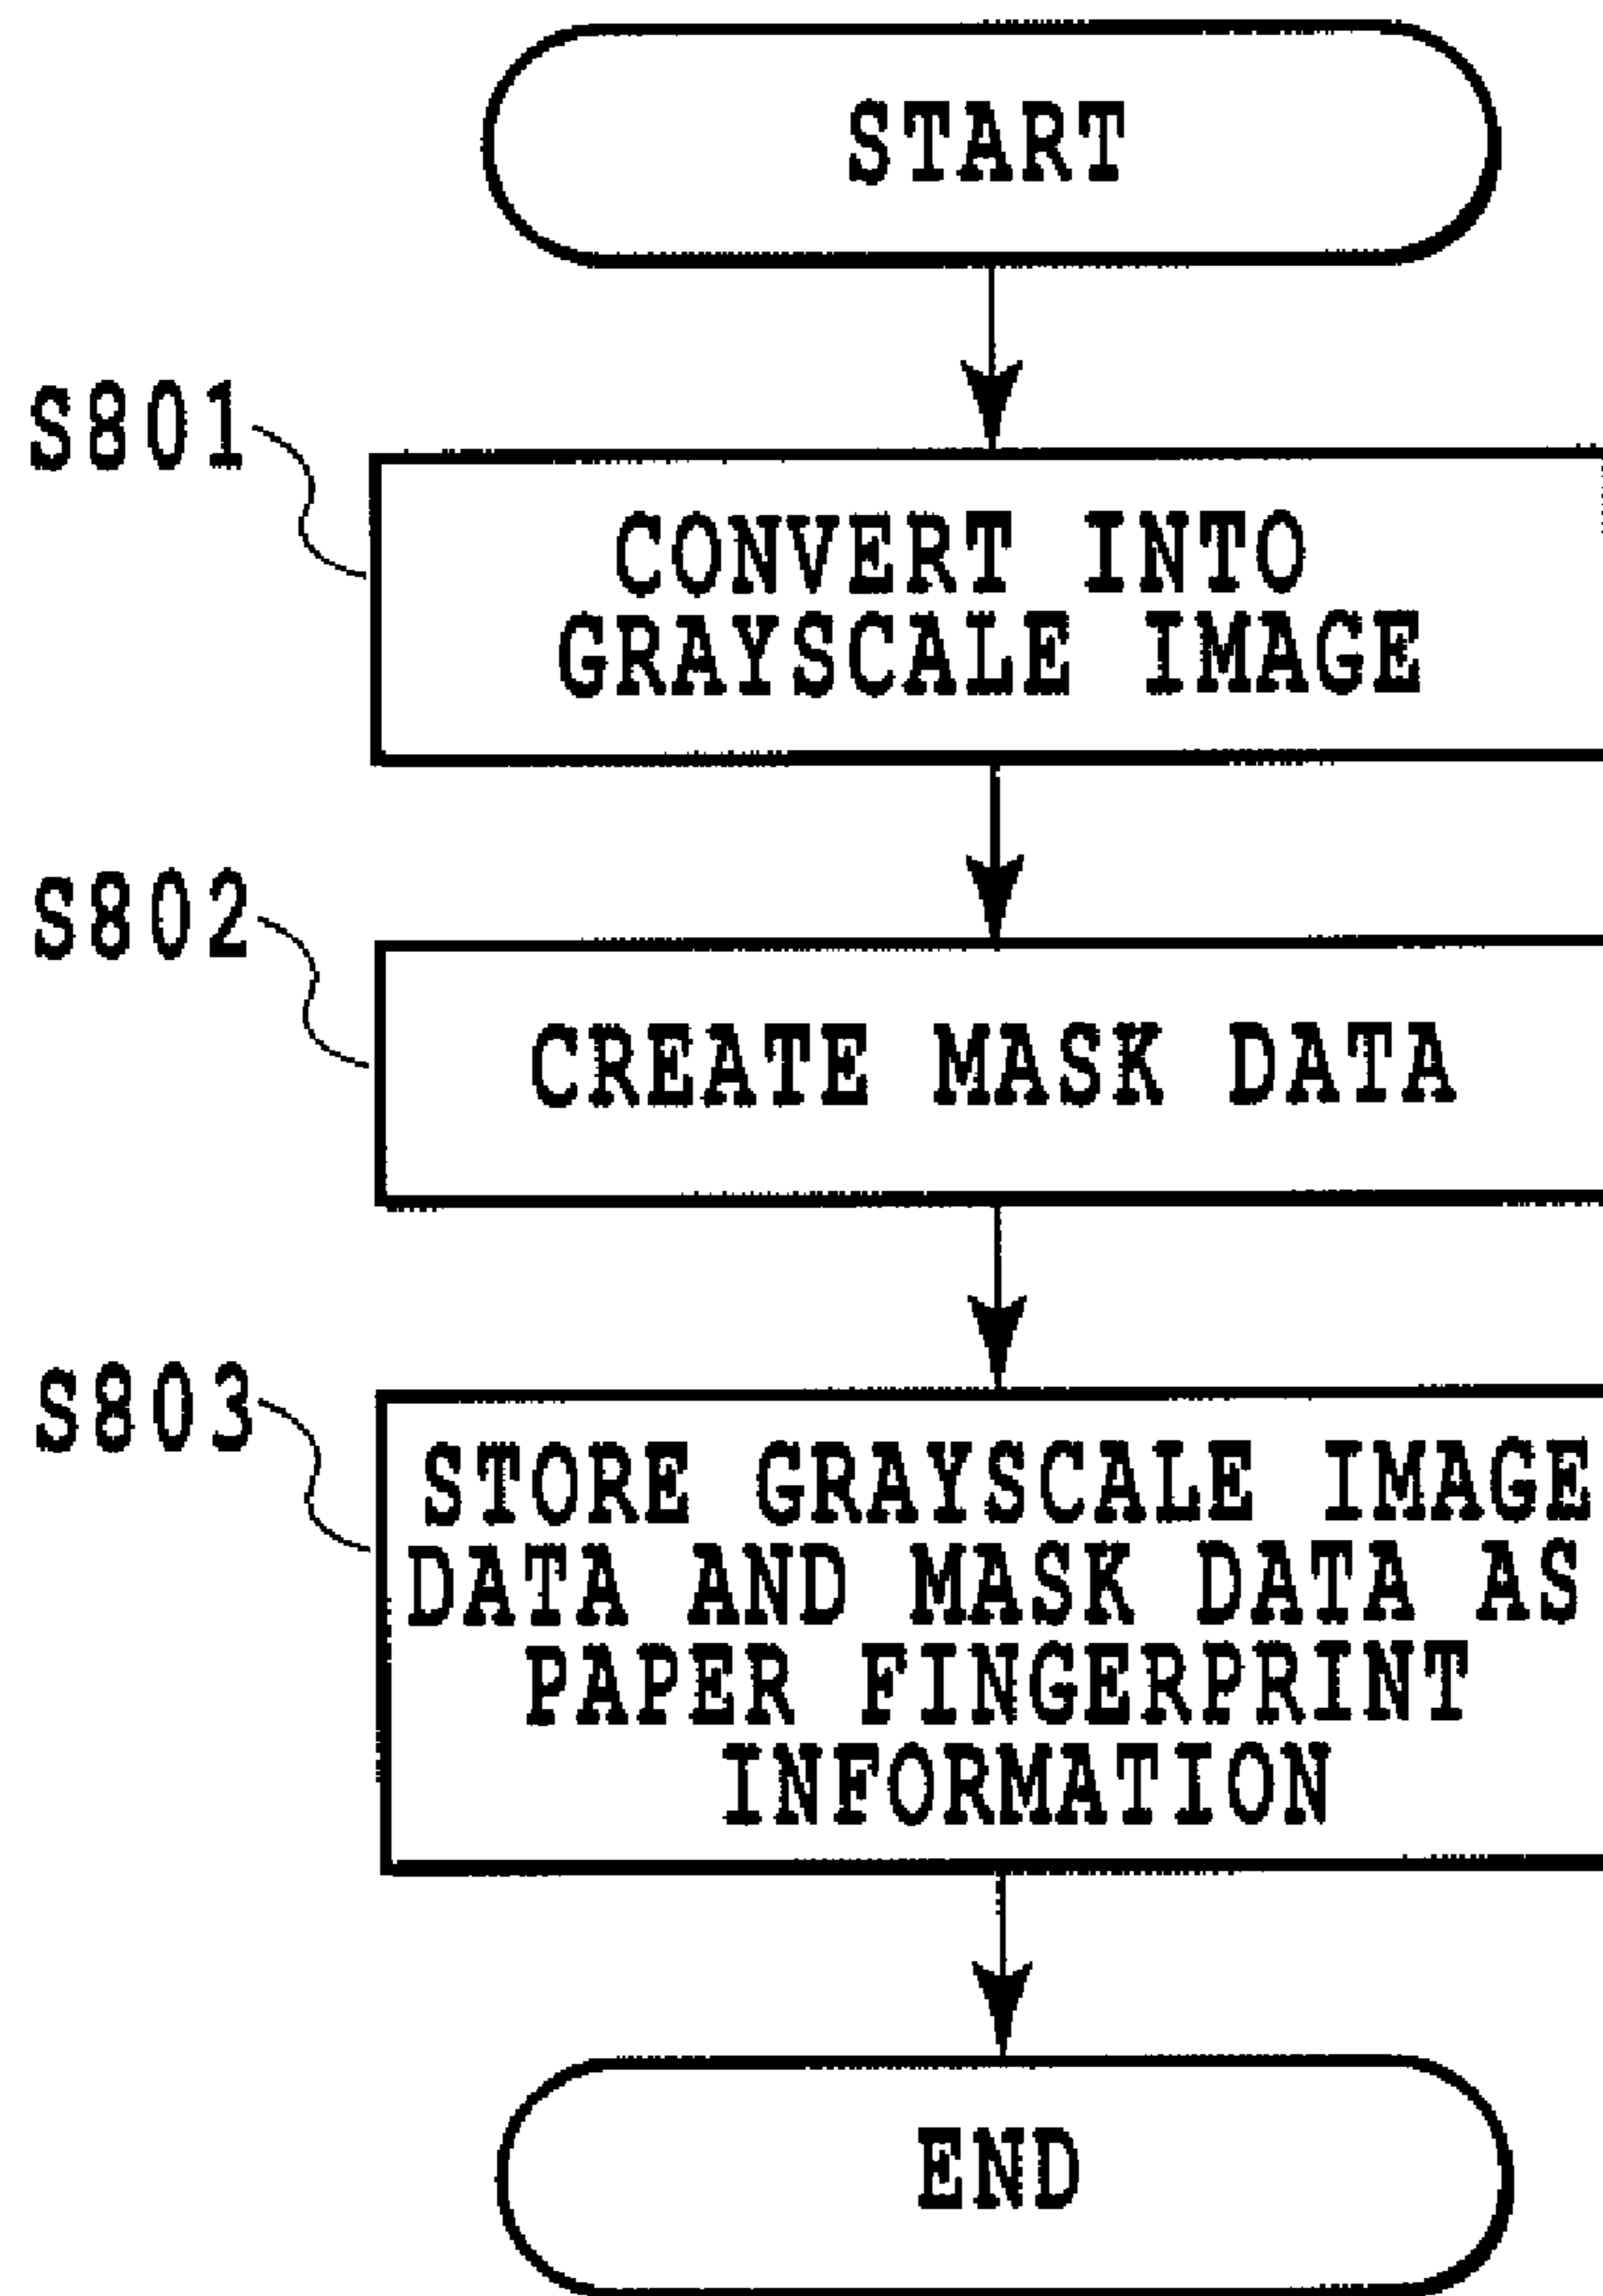 START
S801
CONVERT INTO
GRAYSCALE IMAGE
S802
CREATE MASK DATA
S803
STORE GRAYSCALE IMAGE
DATA AND MASK DATA AS
PAPER FINGERPRINT
INFORMATION
END